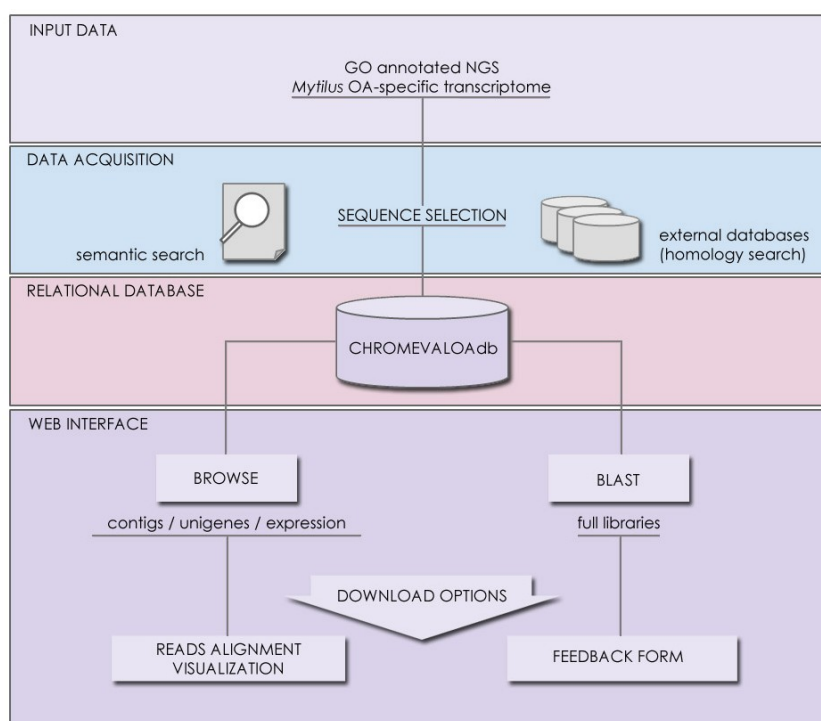 INPUT DATA
GO annotated NGS
Mytilus OA-specific transcriptome
DATA ACQUISITION
SEQUENCE SELECTION
semantic search
external databases
(homology search)
RELATIONAL DATABASE
CHROMEVALOAdb
WEB INTERFACE
BROWSE
BLAST
contigs / unigenes / expression
full libraries
DOWNLOAD OPTIONS
READS ALIGNMENT
VISUALIZATION
FEEDBACK FORM